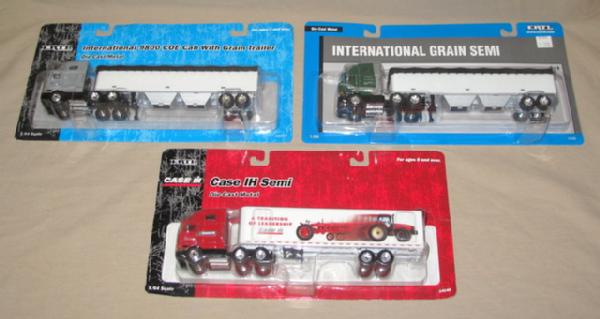 ERTL
International 9800 COE Cab With Grain Trailer
Die Cast Metal
1/64 Scale
Die-Cast Metal
ERTL
INTERNATIONAL GRAIN SEMI
ERTL
CASE IH
Case IH Semi
Die-Cast Metal
For ages 8 and over.
A TRADITION
OF LEADERSHIP
CASE IH
1/64 Scale